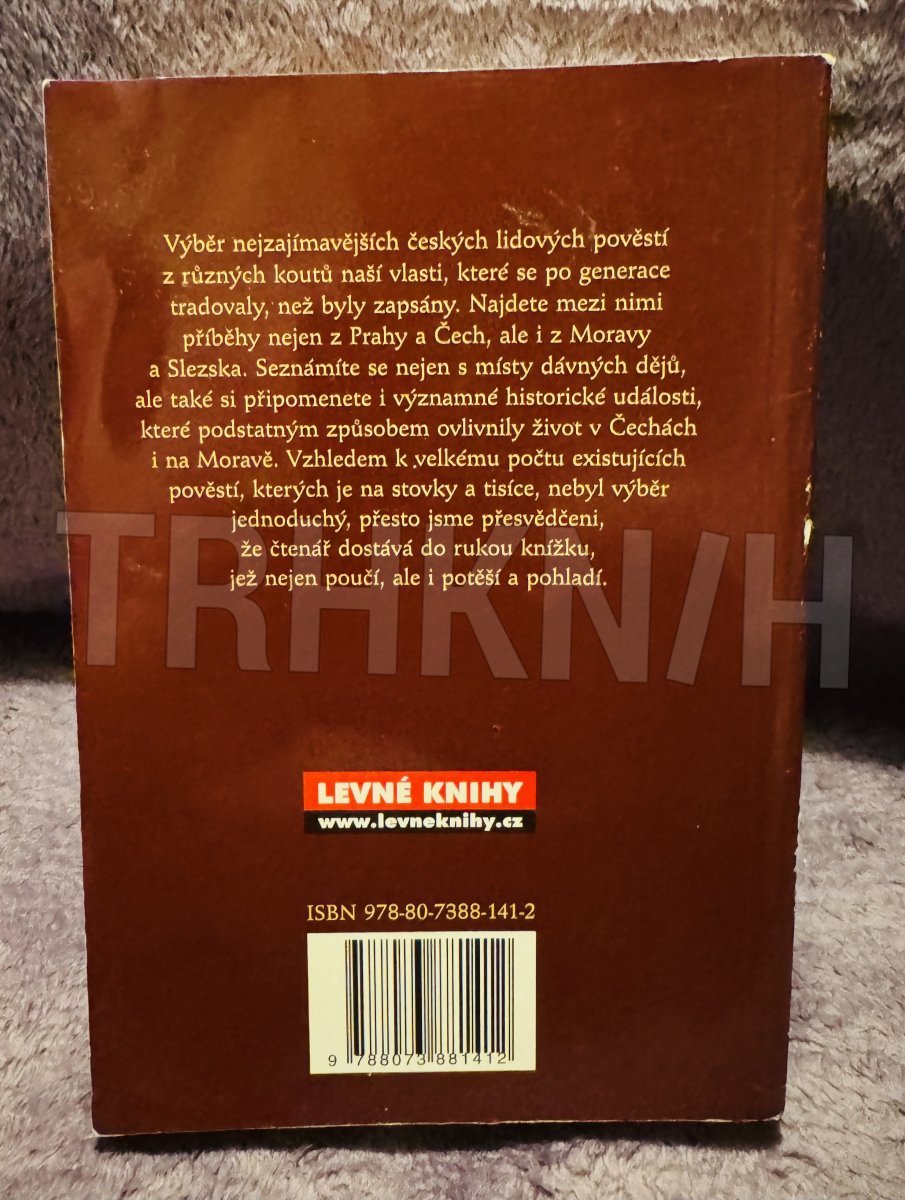 Výběr nejzajímavějších českých lidových pověstí
z různých koutů naší vlasti, které se po generace
tradovaly, než byly zapsány. Najdete mezi nimi
příběhy nejen z Prahy a Čech, ale i z Moravy
a Slezska. Seznámíte se nejen s místy dávných dějů,
ale také si připomenete i významné historické události,
které podstatným způsobem ovlivnily život v Čechách
i na Moravě. Vzhledem k velkému počtu existujících
pověstí, kterých je na stovky a tisíce, nebyl výběr
jednoduchý, přesto jsme přesvědčeni,
že čtenář dostává do rukou knížku,
jež nejen poučí, ale i potěší a pohladí.
TRHKN/H
LEVNÉ KNIHY
www.levneknihy.cz
ISBN 978-80-7388-141-2
9 788073 881412